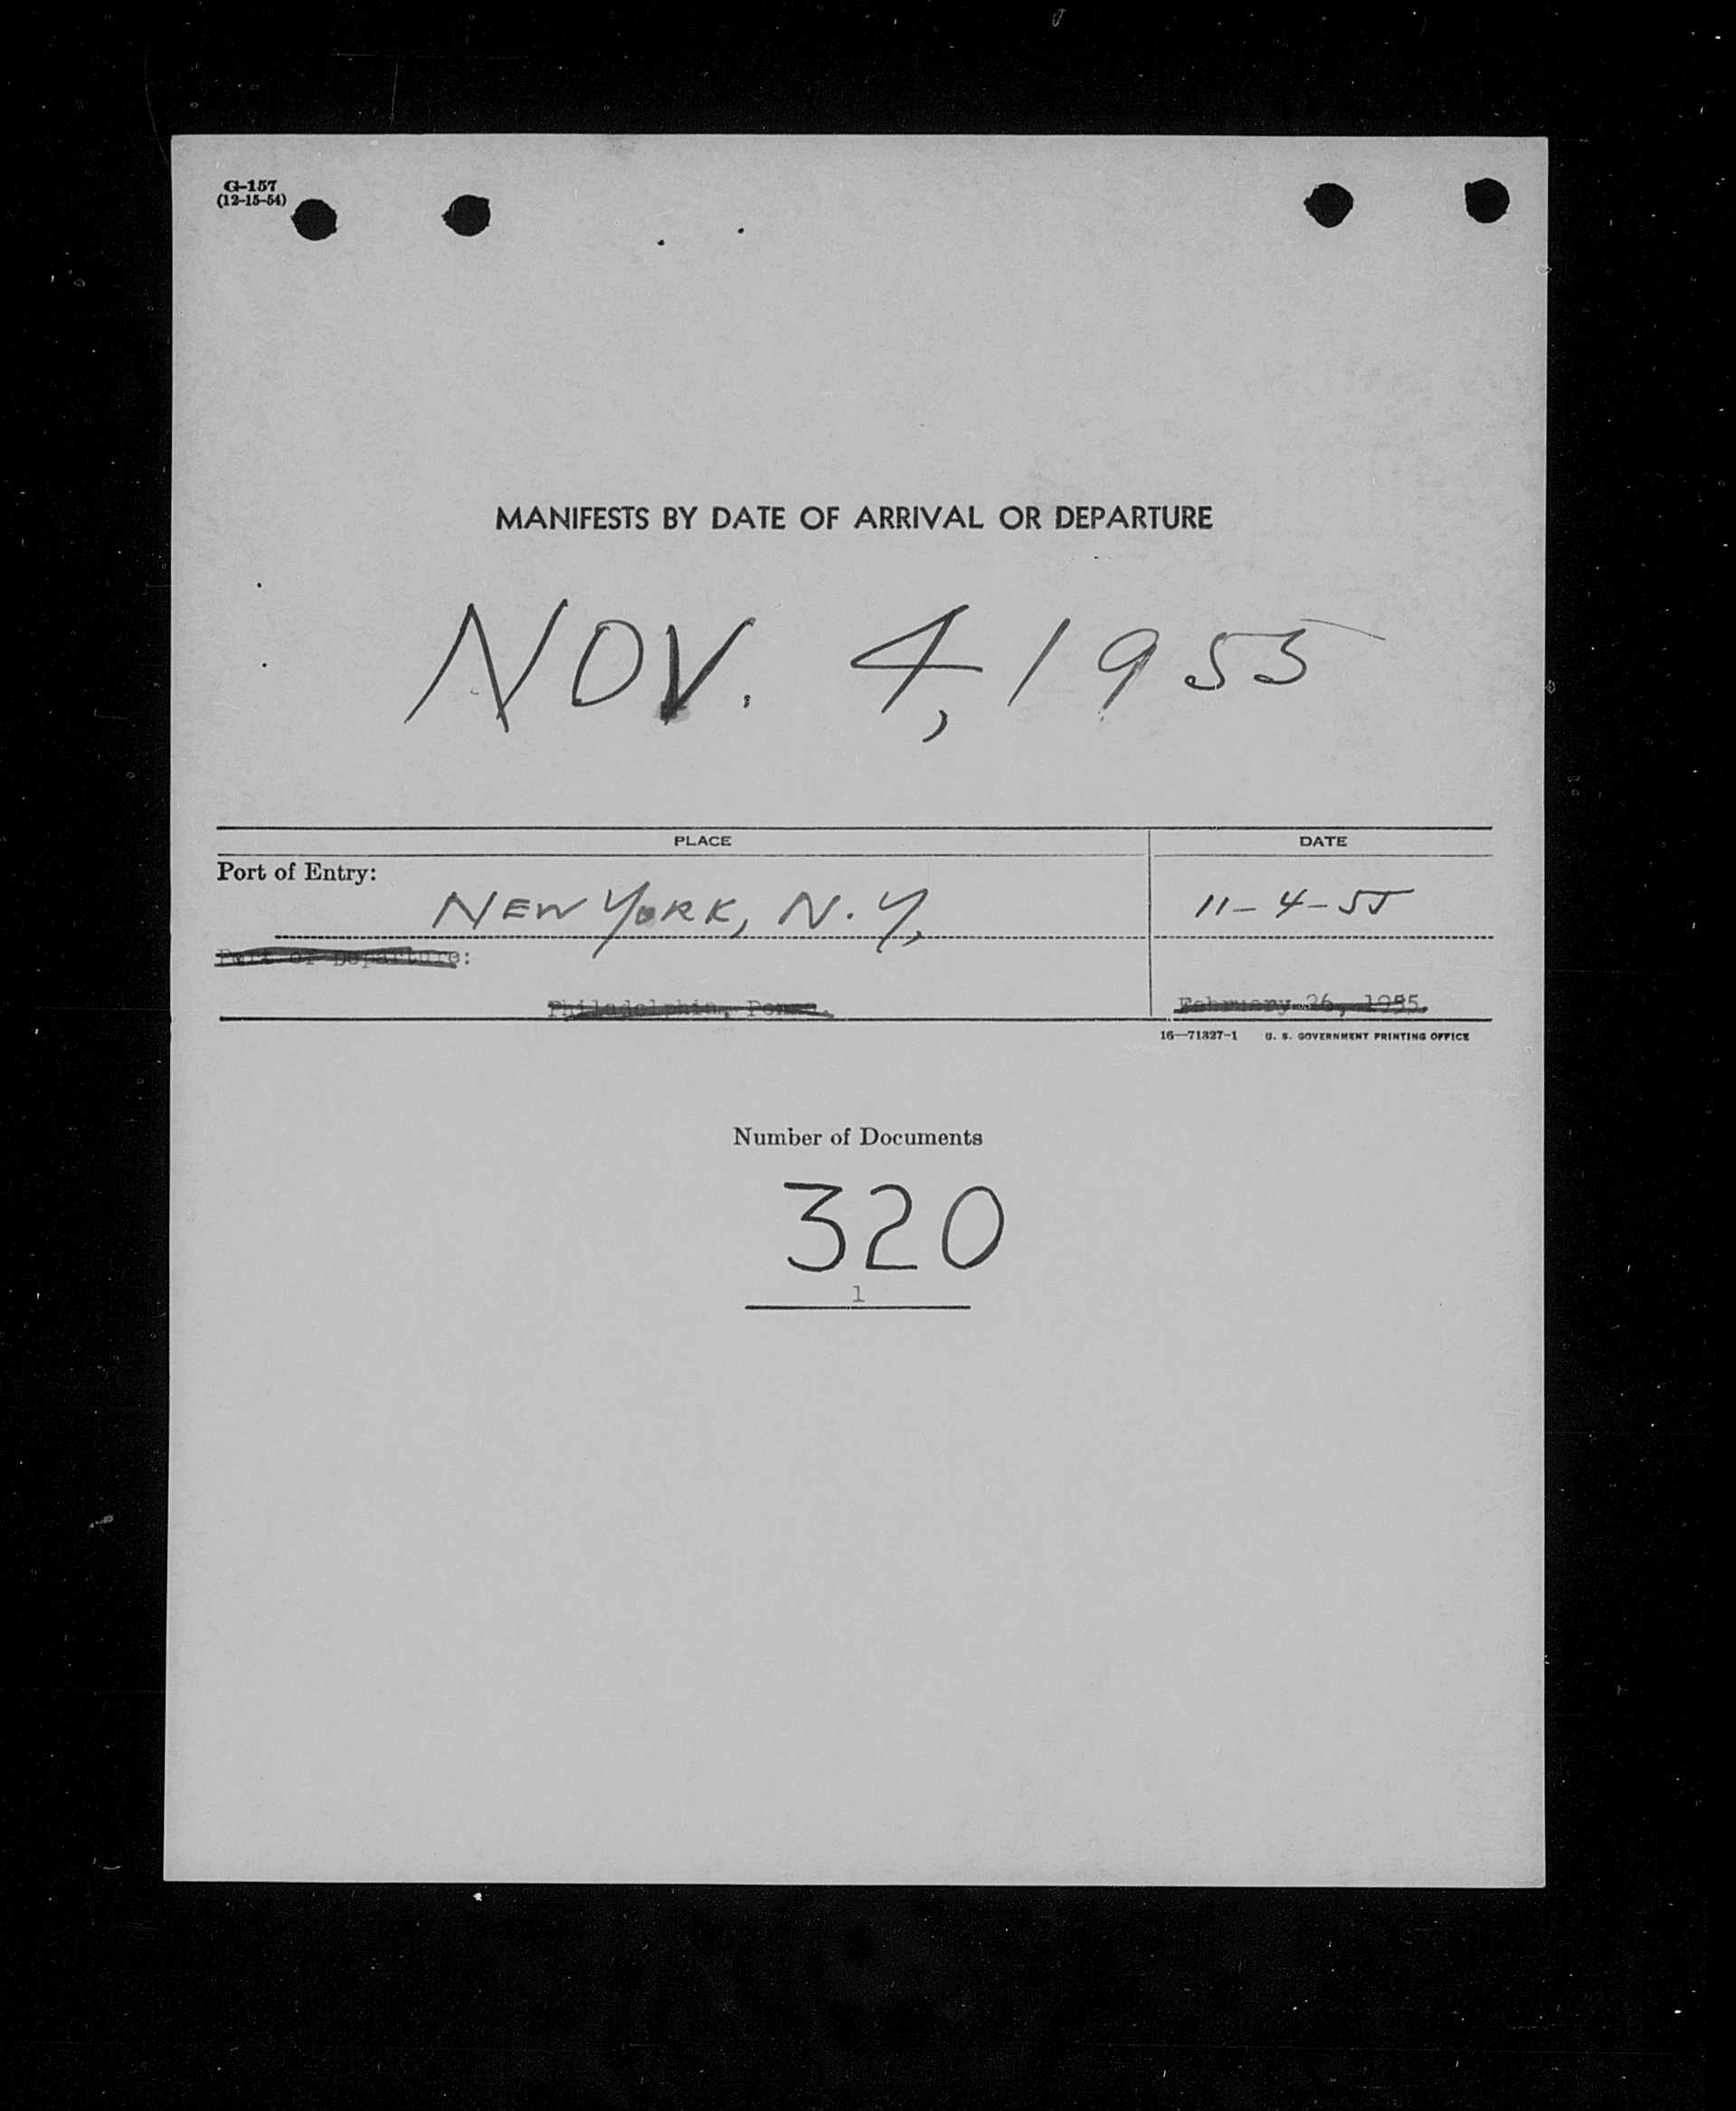 G-157
(12-15-54)
MANIFESTS BY DATE OF ARRIVAL OR DEPARTURE
NOV. 4, 1955
PLACE DATE
Port of Entry:
NEW YORK, N.Y. 11-4-55
Port of Departure:
Philadelphia, Penna. February 26, 1955.
16—71327-1 U. S. GOVERNMENT PRINTING OFFICE
Number of Documents
320
1